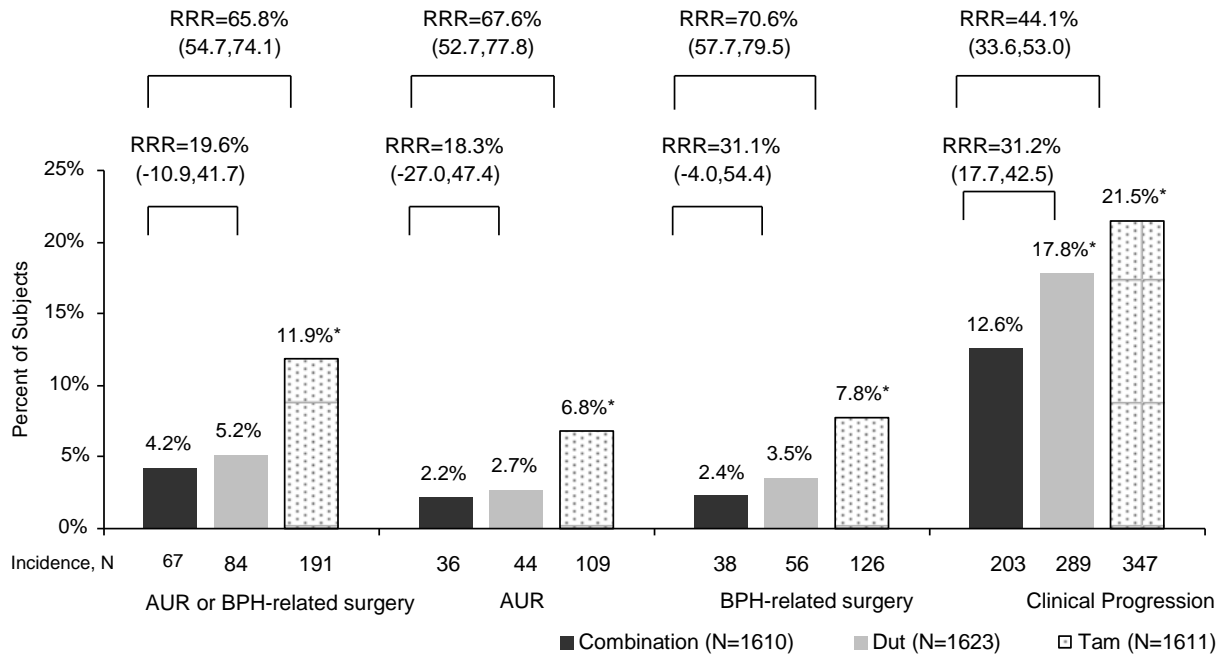 RRR=65.8% RRR=67.6% RRR=70.6% RRR=44.1%
(54.7,74.1) (52.7,77.8) (57.7,79.5) (33.6,53.0)
RRR=19.6% RRR=18.3% RRR=31.1% RRR=31.2%
(-10.9,41.7) (-27.0,47.4) (-4.0,54.4) (17.7,42.5)
25%
21.5%*
20%
17.8%*
15%
12.6%
11.9%*
10%
7.8%*
6.8%*
5%
4.2% 5.2%
2.2% 2.7%
2.4% 3.5%
0%
Percent of Subjects
Incidence, N 67 84 191 36 44 109 38 56 126 203 289 347
AUR or BPH-related surgery AUR BPH-related surgery Clinical Progression
Combination (N=1610) Dut (N=1623) Tam (N=1611)